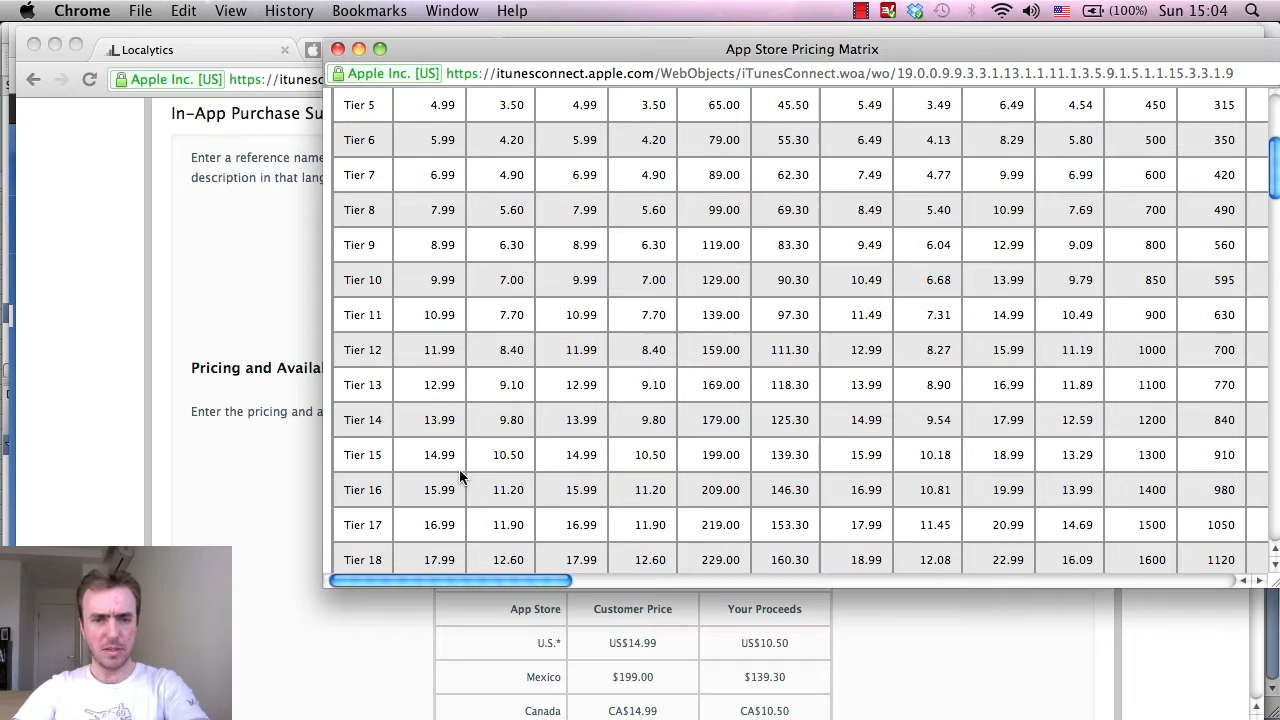 Chrome File Edit View History Bookmarks Window Help (100%) Sun 15:04
Localytics
App Store Pricing Matrix
Apple Inc. [US] https://itunesc
Apple Inc. [US] https://itunesconnect.apple.com/WebObjects/iTunesConnect.woa/wo/19.0.0.9.9.3.3.1.13.1.1.11.1.3.5.9.1.5.1.1.15.3.3.1.9
In-App Purchase Su
Enter a reference name
description in that lang
Pricing and Availa
Enter the pricing and a
Tier 5 4.99 3.50 4.99 3.50 65.00 45.50 5.49 3.49 6.49 4.54 450 315
Tier 6 5.99 4.20 5.99 4.20 79.00 55.30 6.49 4.13 8.29 5.80 500 350
Tier 7 6.99 4.90 6.99 4.90 89.00 62.30 7.49 4.77 9.99 6.99 600 420
Tier 8 7.99 5.60 7.99 5.60 99.00 69.30 8.49 5.40 10.99 7.69 700 490
Tier 9 8.99 6.30 8.99 6.30 119.00 83.30 9.49 6.04 12.99 9.09 800 560
Tier 10 9.99 7.00 9.99 7.00 129.00 90.30 10.49 6.68 13.99 9.79 850 595
Tier 11 10.99 7.70 10.99 7.70 139.00 97.30 11.49 7.31 14.99 10.49 900 630
Tier 12 11.99 8.40 11.99 8.40 159.00 111.30 12.99 8.27 15.99 11.19 1000 700
Tier 13 12.99 9.10 12.99 9.10 169.00 118.30 13.99 8.90 16.99 11.89 1100 770
Tier 14 13.99 9.80 13.99 9.80 179.00 125.30 14.99 9.54 17.99 12.59 1200 840
Tier 15 14.99 10.50 14.99 10.50 199.00 139.30 15.99 10.18 18.99 13.29 1300 910
Tier 16 15.99 11.20 15.99 11.20 209.00 146.30 16.99 10.81 19.99 13.99 1400 980
Tier 17 16.99 11.90 16.99 11.90 219.00 153.30 17.99 11.45 20.99 14.69 1500 1050
Tier 18 17.99 12.60 17.99 12.60 229.00 160.30 18.99 12.08 22.99 16.09 1600 1120
App Store Customer Price Your Proceeds
U.S.* US$14.99 US$10.50
Mexico $199.00 $139.30
Canada CA$14.99 CA$10.50